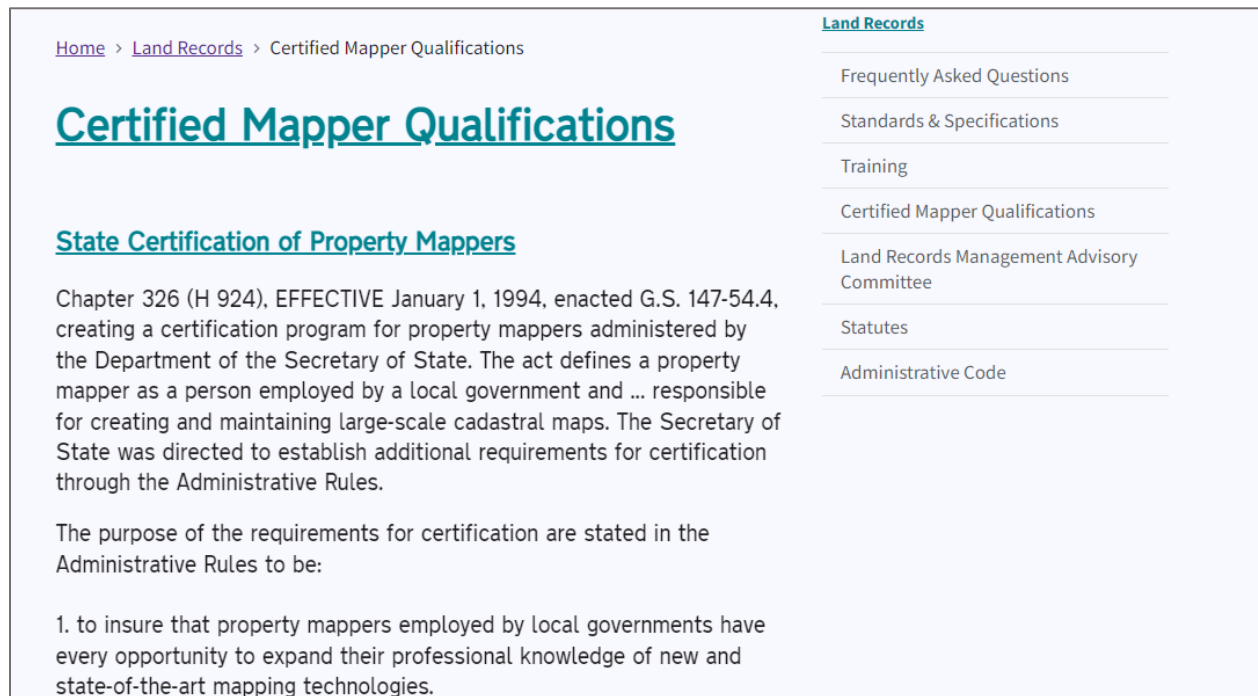 Home > Land Records > Certified Mapper Qualifications
Certified Mapper Qualifications
State Certification of Property Mappers
Chapter 326 (H 924), EFFECTIVE January 1, 1994, enacted G.S. 147-54.4,
creating a certification program for property mappers administered by
the Department of the Secretary of State. The act defines a property
mapper as a person employed by a local government and ... responsible
for creating and maintaining large-scale cadastral maps. The Secretary of
State was directed to establish additional requirements for certification
through the Administrative Rules.
The purpose of the requirements for certification are stated in the
Administrative Rules to be:
1. to insure that property mappers employed by local governments have
every opportunity to expand their professional knowledge of new and
state-of-the-art mapping technologies.
Land Records
Frequently Asked Questions
Standards & Specifications
Training
Certified Mapper Qualifications
Land Records Management Advisory
Committee
Statutes
Administrative Code